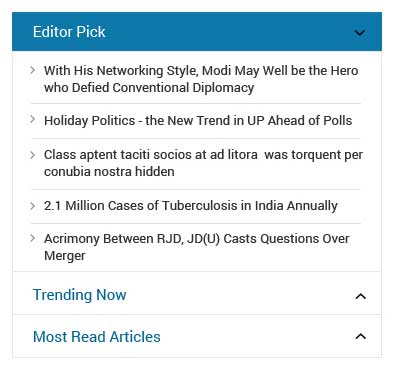 Editor Pick
With His Networking Style, Modi May Well be the Hero
who Defied Conventional Diplomacy
Holiday Politics - the New Trend in UP Ahead of Polls
Class aptent taciti socios at ad litora  was torquent per
conubia nostra hidden
2.1 Million Cases of Tuberculosis in India Annually
Acrimony Between RJD, JD(U) Casts Questions Over
Merger
Trending Now
Most Read Articles